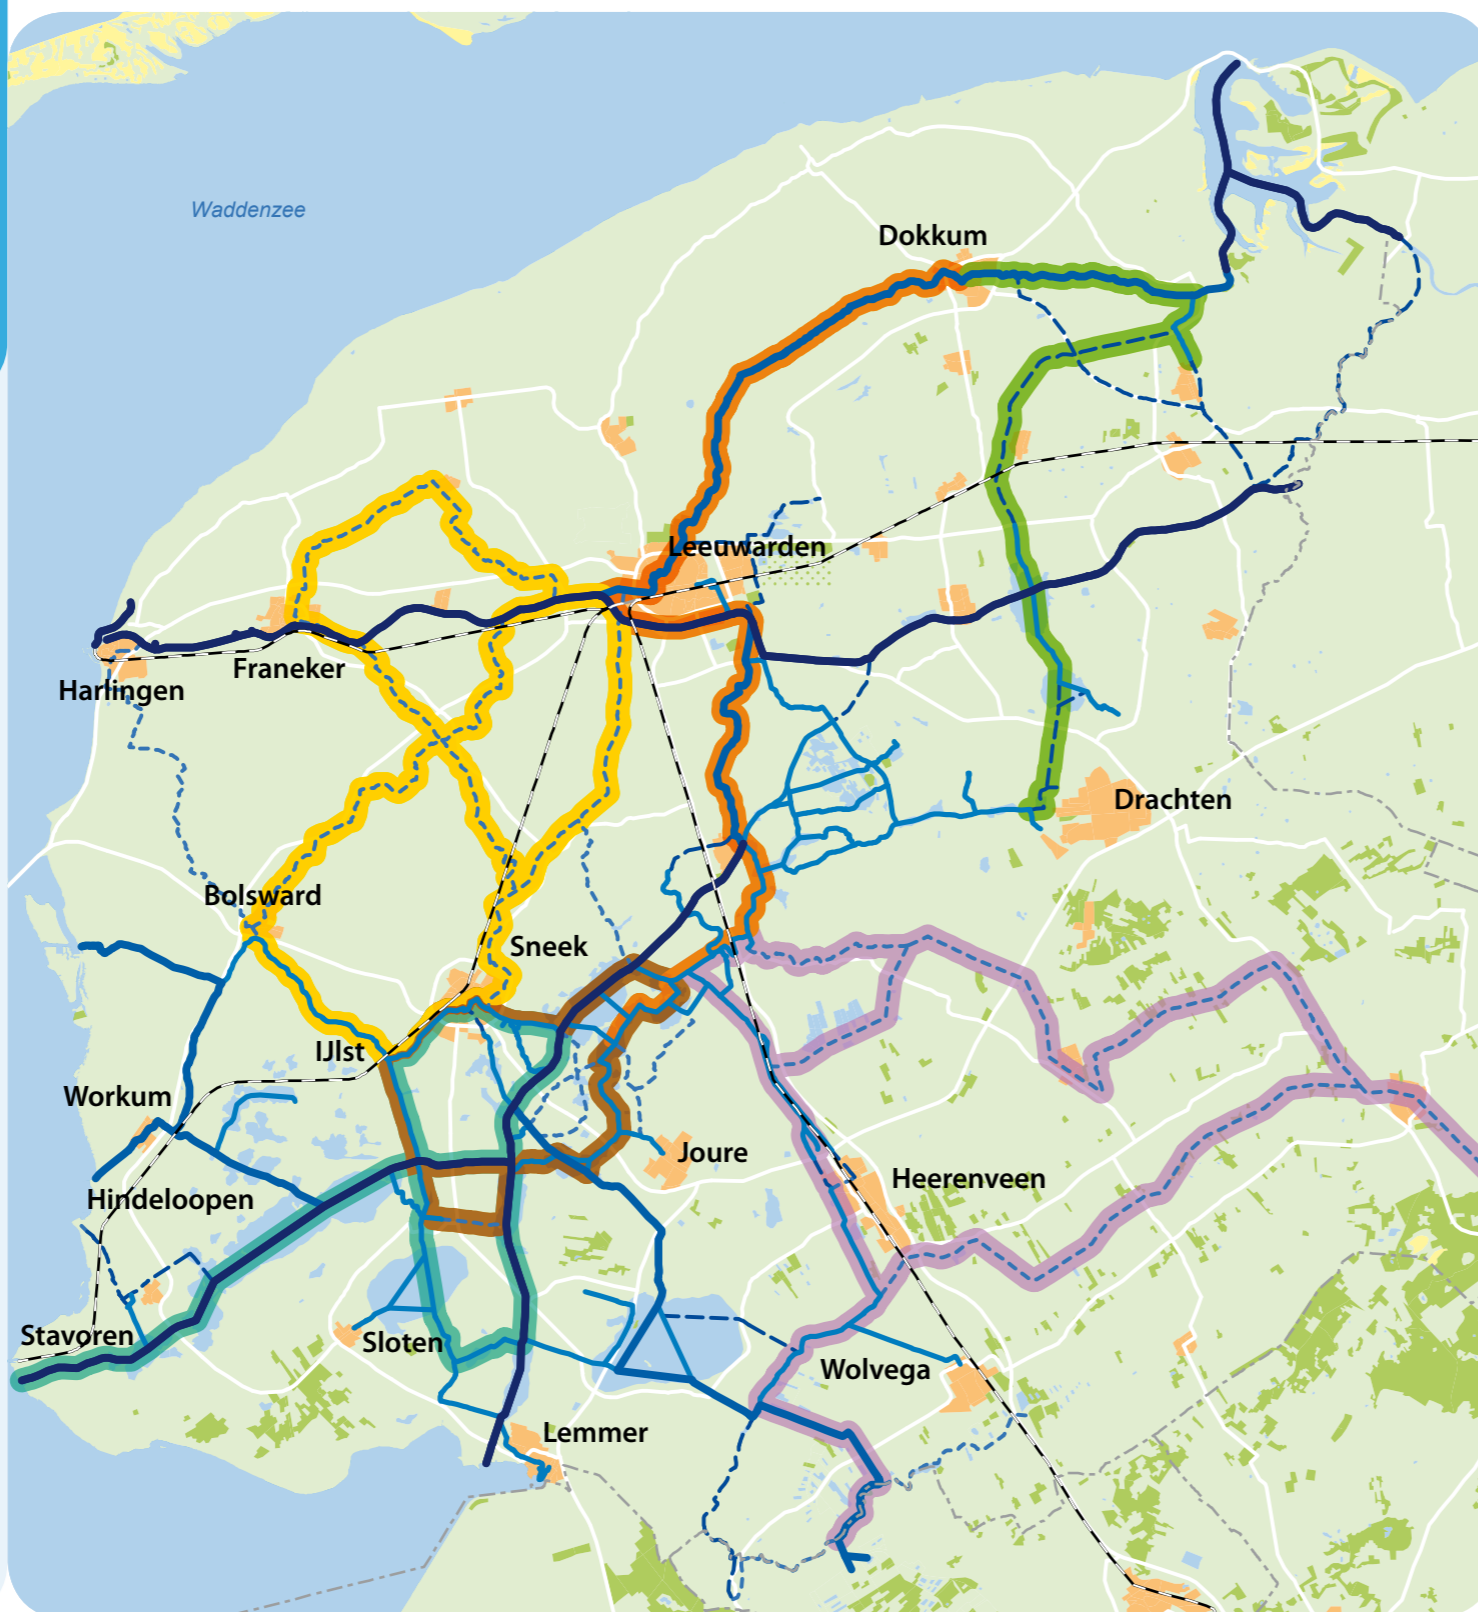 Waddenzee
Dokkum
Leeuwarden
Franeker
Harlingen
Drachten
Bolsward
Sneek
IJlst
Workum
Joure
Heerenveen
Hindeloopen
Stavoren
Sloten
Wolvega
Lemmer